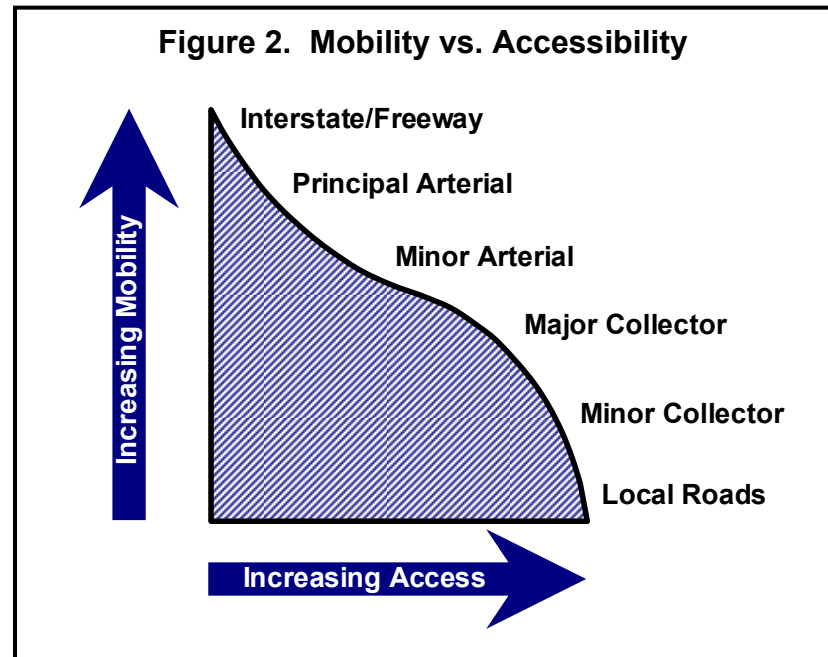 Figure 2.  Mobility vs. Accessibility
Interstate/Freeway
Principal Arterial
Minor Arterial
Major Collector
Minor Collector
Local Roads
Increasing Mobility
Increasing Access